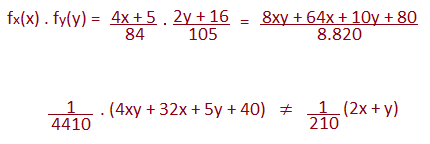 fx(x) . fy(y) = 4x + 5 / 84 . 2y + 16 / 105 = 8xy + 64x + 10y + 80 / 8.820
1 / 4410 . (4xy + 32x + 5y + 40) ≠ 1 / 210 (2x + y)